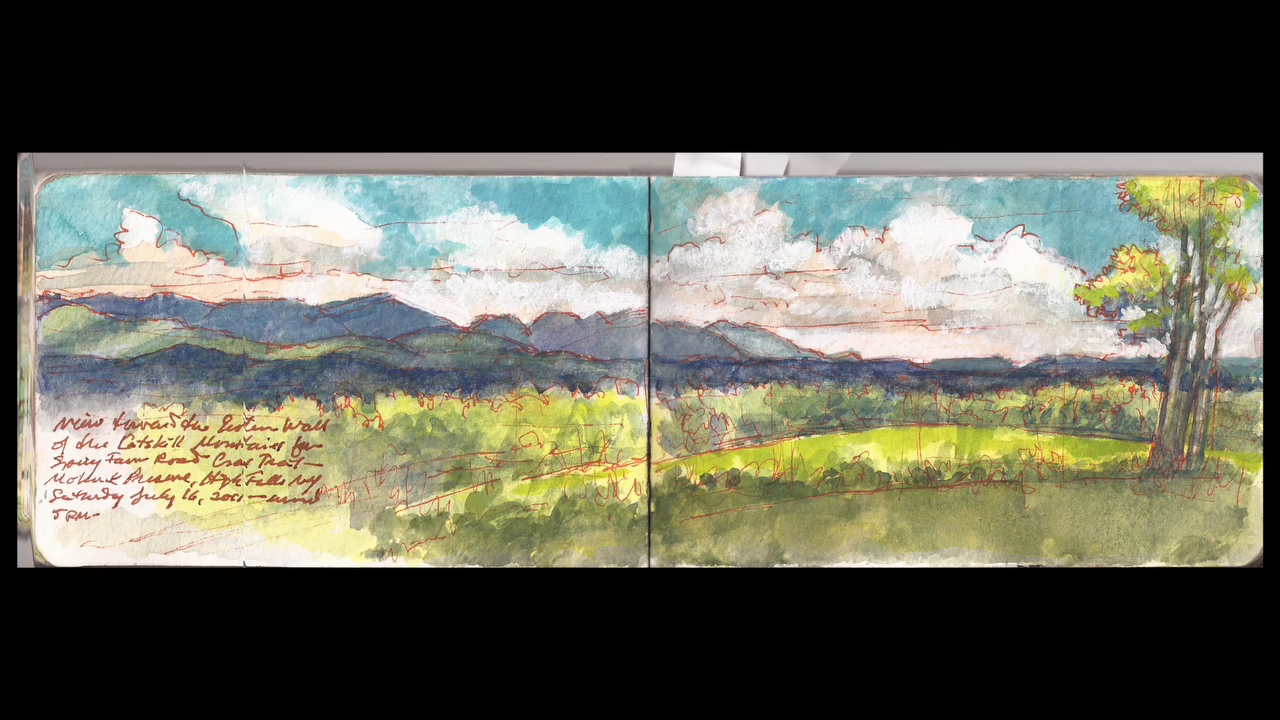 View toward the Eastern Wall
of the Catskill Mountains from
Spring Farm Road Crag Trail—
Mohonk Preserve, High Falls NY
Saturday July 16, 2011 — around
5 PM—